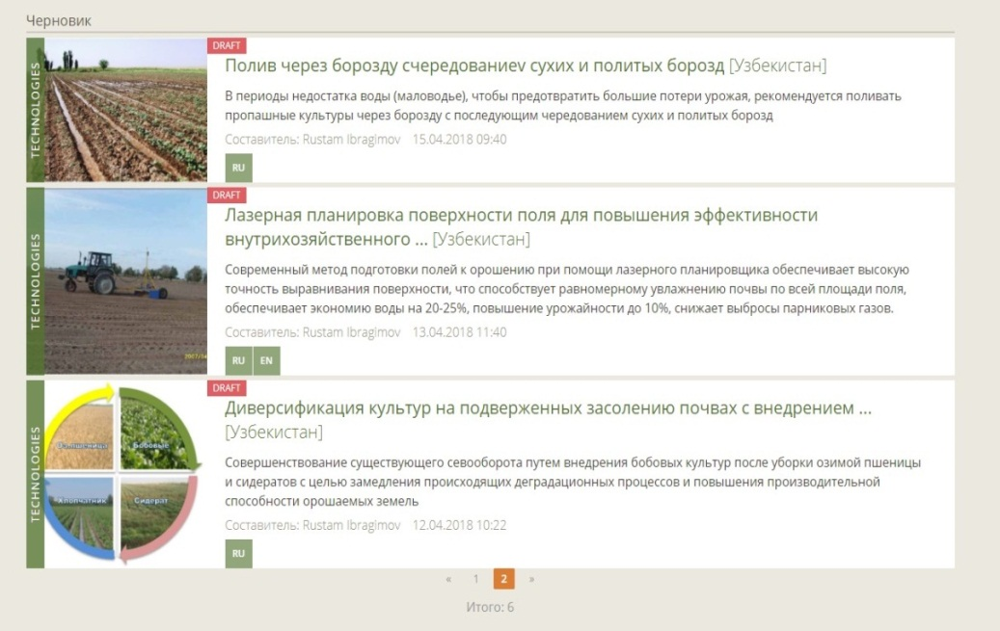 Черновик
TECHNOLOGIES
DRAFT
Полив через борозду счередованиеv сухих и политых борозд [Узбекистан]
В периоды недостатка воды (маловодье), чтобы предотвратить большие потери урожая, рекомендуется поливать
пропашные культуры через борозду с последующим чередованием сухих и политых борозд
Составитель: Rustam Ibragimov 15.04.2018 09:40
RU
TECHNOLOGIES
DRAFT
Лазерная планировка поверхности поля для повышения эффективности
внутрихозяйственного ... [Узбекистан]
Современный метод подготовки полей к орошению при помощи лазерного планировщика обеспечивает высокую
точность выравнивания поверхности, что способствует равномерному увлажнению почвы по всей площади поля,
обеспечивает экономию воды на 20-25%, повышение урожайности до 10%, снижает выбросы парниковых газов.
Составитель: Rustam Ibragimov 13.04.2018 11:40
RU EN
TECHNOLOGIES
Бобовые
Хлопчатник
Сидерат
DRAFT
Диверсификация культур на подверженных засолению почвах с внедрением ...
[Узбекистан]
Совершенствование существующего севооборота путем внедрения бобовых культур после уборки озимой пшеницы
и сидератов с целью замедления происходящих деградационных процессов и повышения производительной
способности орошаемых земель
Составитель: Rustam Ibragimov 12.04.2018 10:22
RU
« 1 2 »
Итого: 6